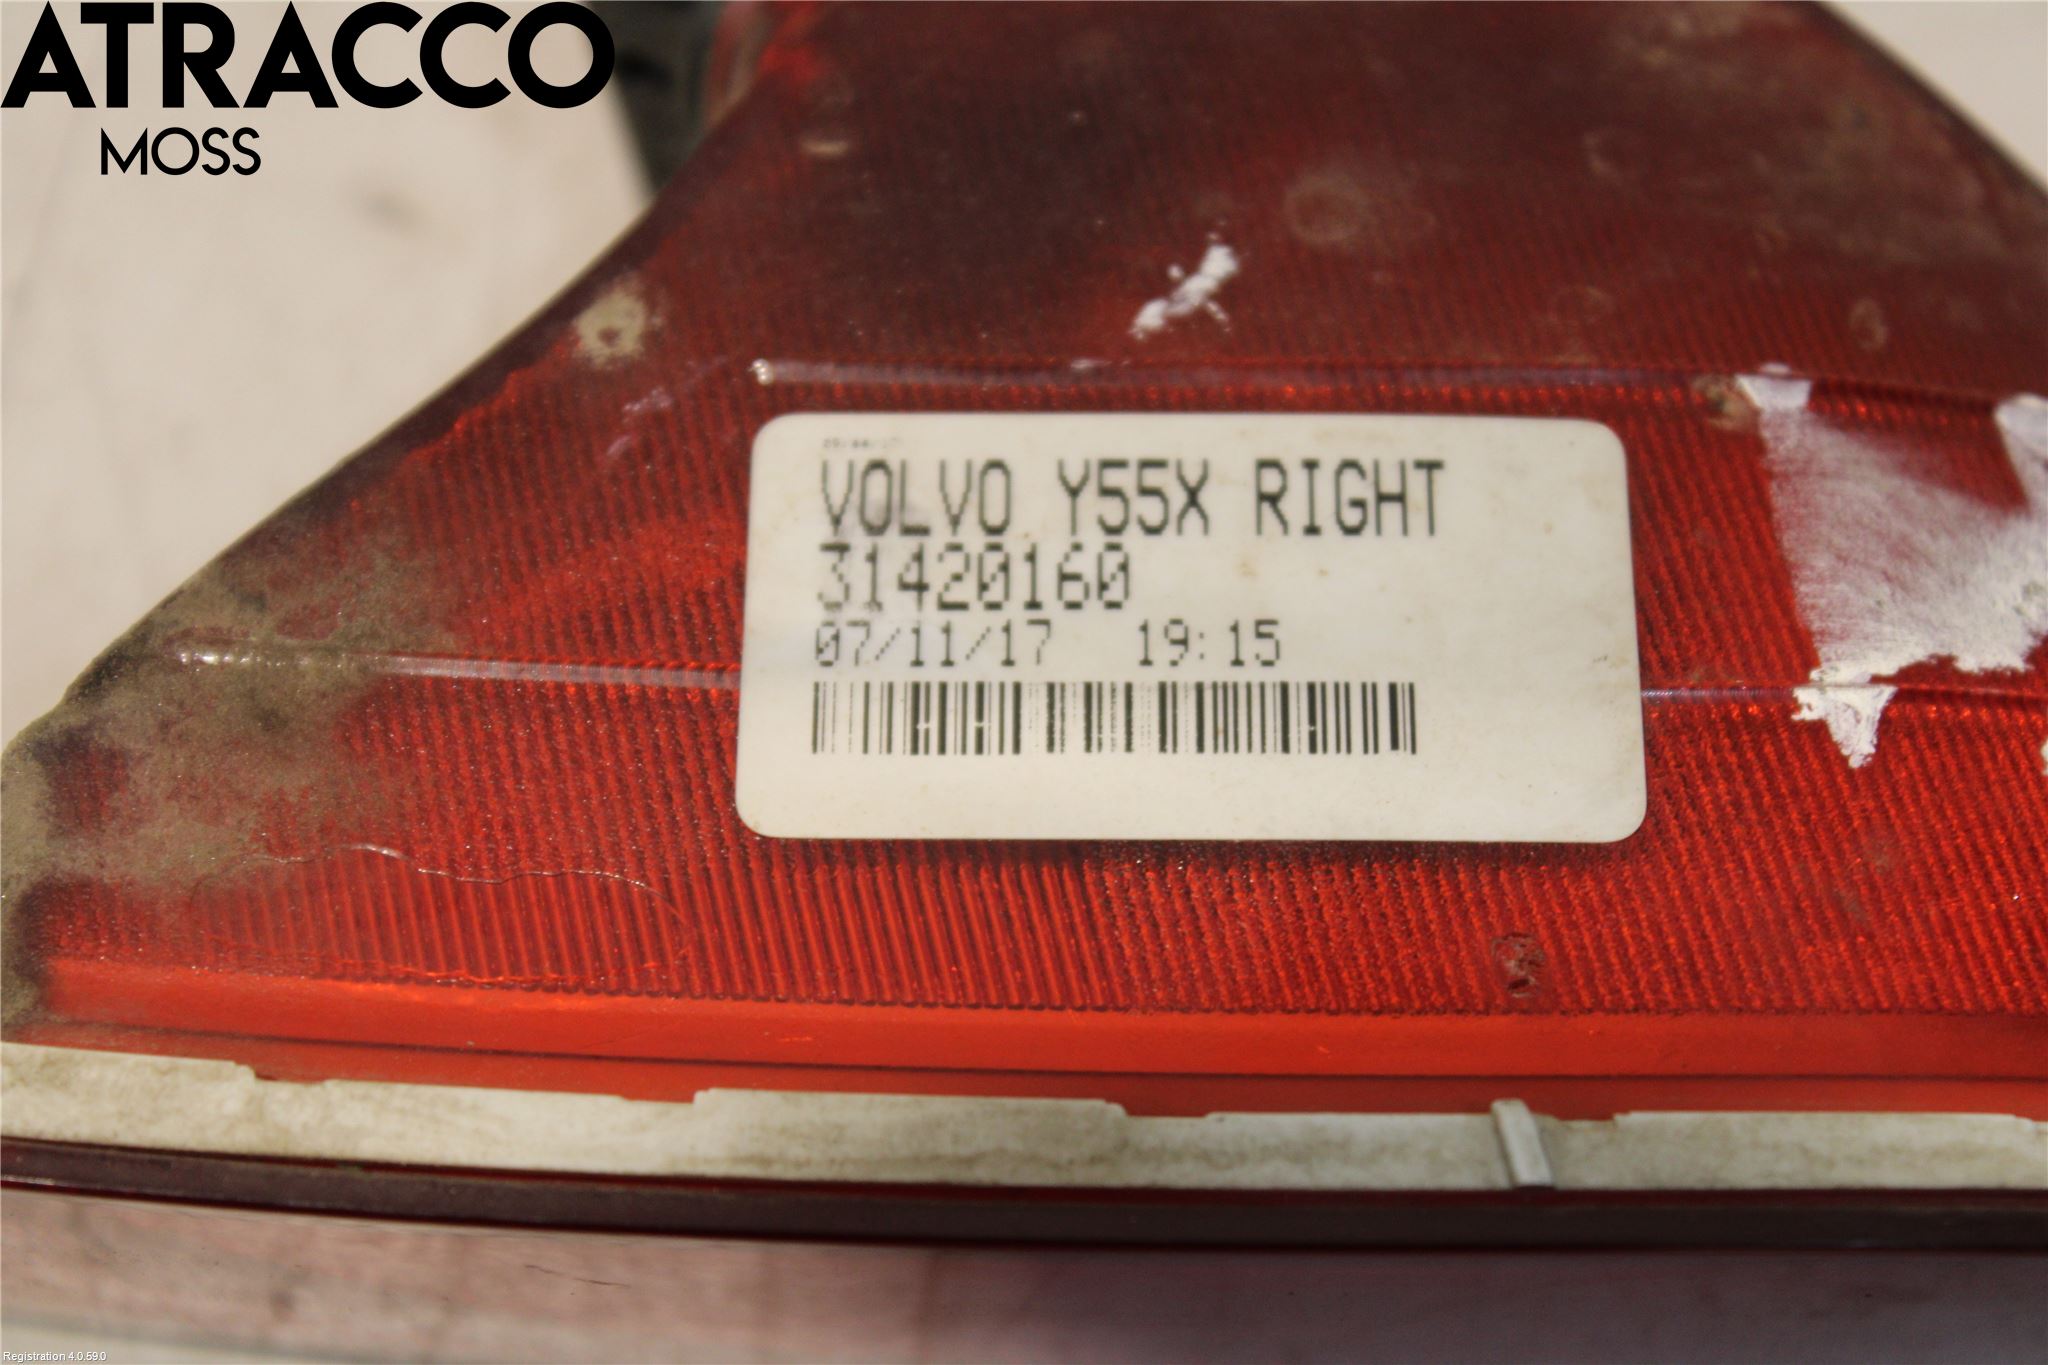 ATRACCO
MOSS
VOLVO Y55X RIGHT
31420160
07/11/17 19:15
Registration 4.0.59.0